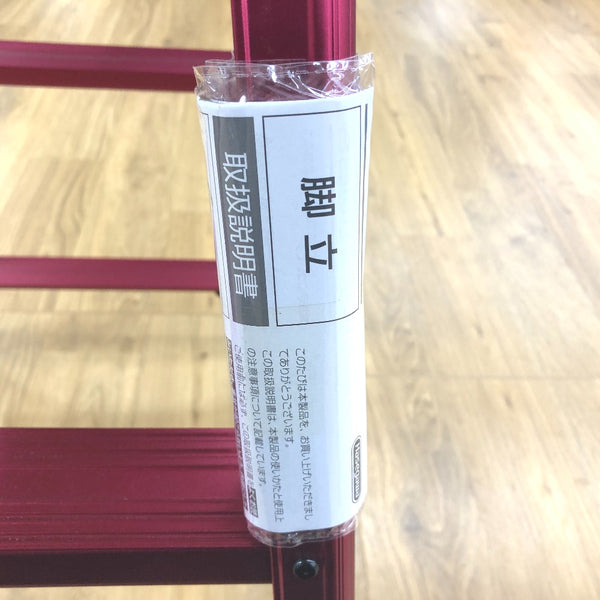 脚立
取扱説明書
このたびは本製品を、お買い上げいただきまし
てありがとうございます。
この取扱説明書は、本製品の使いかたと使用上
の注意事項について記載しています。